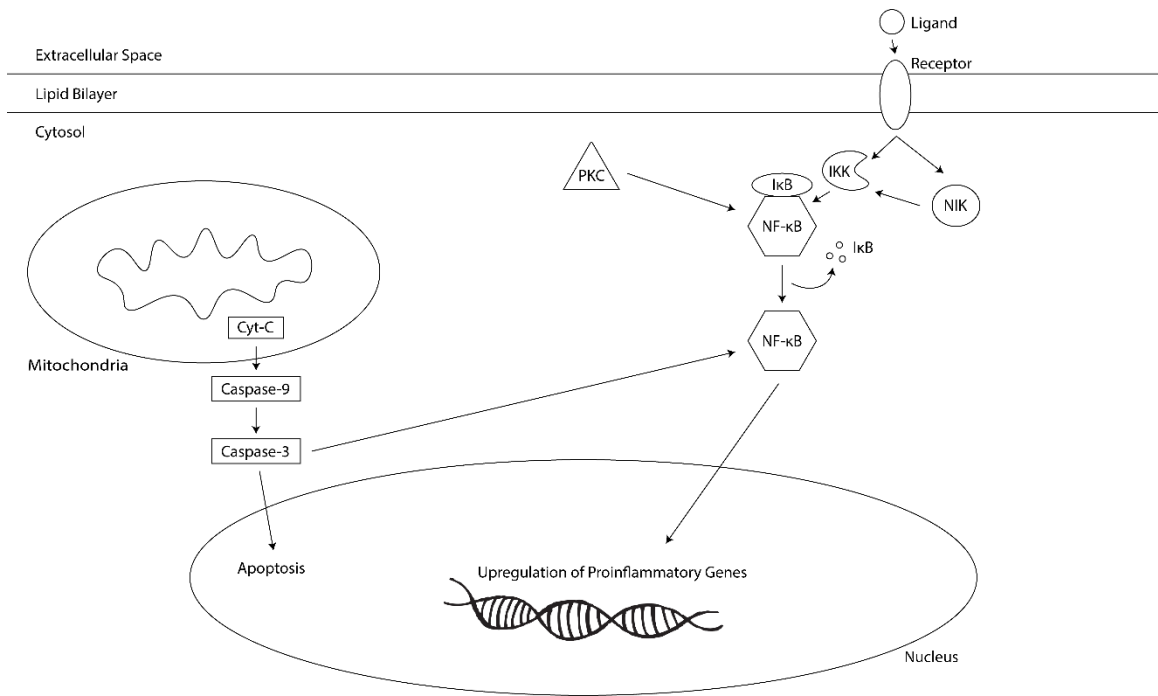 Ligand
Extracellular Space
Receptor
Lipid Bilayer
Cytosol
PKC
IκB
IKK
NIK
NF-κB
IκB
Cyt-C
NF-κB
Mitochondria
Caspase-9
Caspase-3
Apoptosis
Upregulation of Proinflammatory Genes
Nucleus